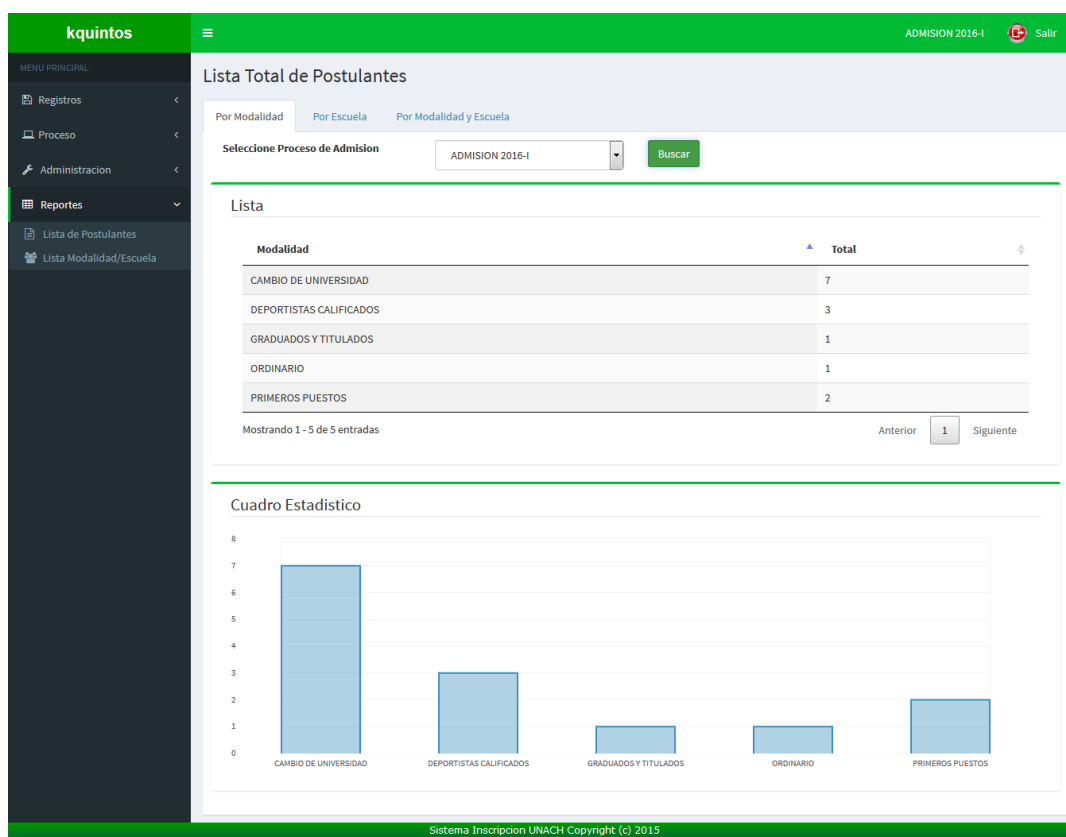 kquintos
ADMISION 2016-I Salir
MENU PRINCIPAL
Registros
Proceso
Administracion
Reportes
Lista de Postulantes
Lista Modalidad/Escuela
Lista Total de Postulantes
Por Modalidad Por Escuela Por Modalidad y Escuela
Seleccione Proceso de Admision ADMISION 2016-I Buscar
Lista
Modalidad Total
CAMBIO DE UNIVERSIDAD 7
DEPORTISTAS CALIFICADOS 3
GRADUADOS Y TITULADOS 1
ORDINARIO 1
PRIMEROS PUESTOS 2
Mostrando 1 - 5 de 5 entradas Anterior 1 Siguiente
Cuadro Estadistico
8
7
6
5
4
3
2
1
0
CAMBIO DE UNIVERSIDAD DEPORTISTAS CALIFICADOS GRADUADOS Y TITULADOS ORDINARIO PRIMEROS PUESTOS
Sistema Inscripcion UNACH Copyright (c) 2015